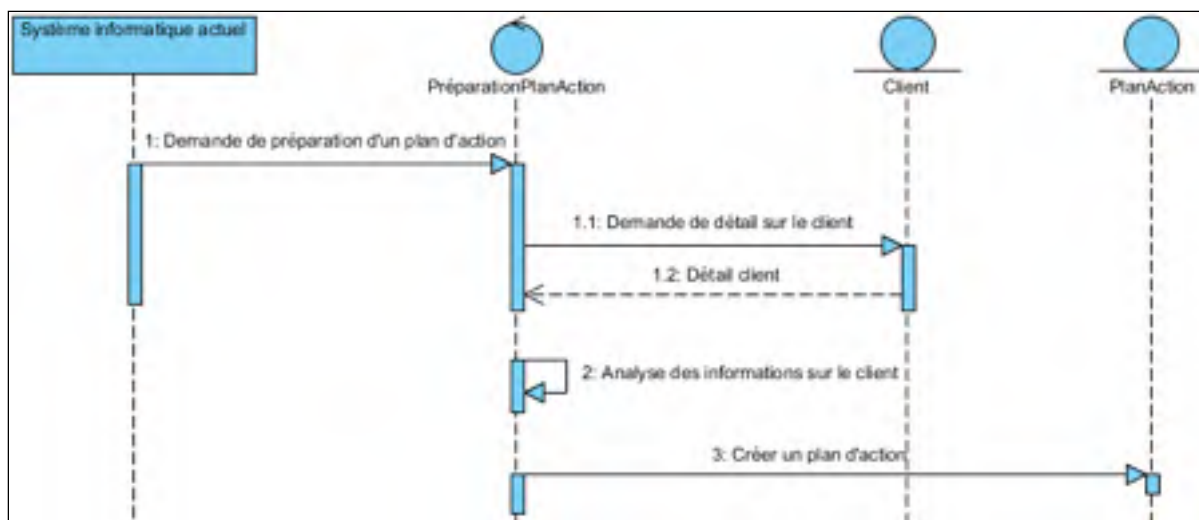 Système informatique actuel
PréparationPlanAction
Client
PlanAction
1: Demande de préparation d'un plan d'action
1.1: Demande de détail sur le client
1.2: Détail client
2: Analyse des informations sur le client
3: Créer un plan d'action